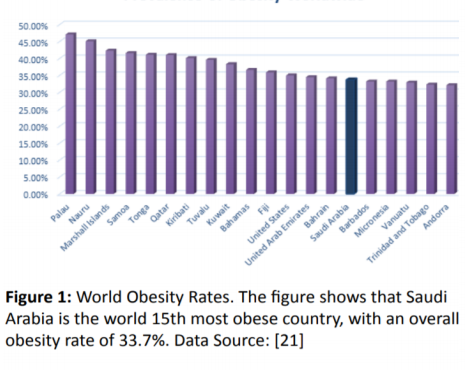 50.00%
45.00%
40.00%
35.00%
30.00%
25.00%
20.00%
15.00%
10.00%
5.00%
0.00%
Palau
Nauru
Marshall Islands
Samoa
Tonga
Qatar
Kiribati
Tuvalu
Kuwait
Bahamas
Fiji
United States
United Arab Emirates
Bahrain
Saudi Arabia
Barbados
Micronesia
Vanuatu
Trinidad and Tobago
Andorra
Figure 1: World Obesity Rates. The figure shows that Saudi
Arabia is the world 15th most obese country, with an overall
obesity rate of 33.7%. Data Source: [21]